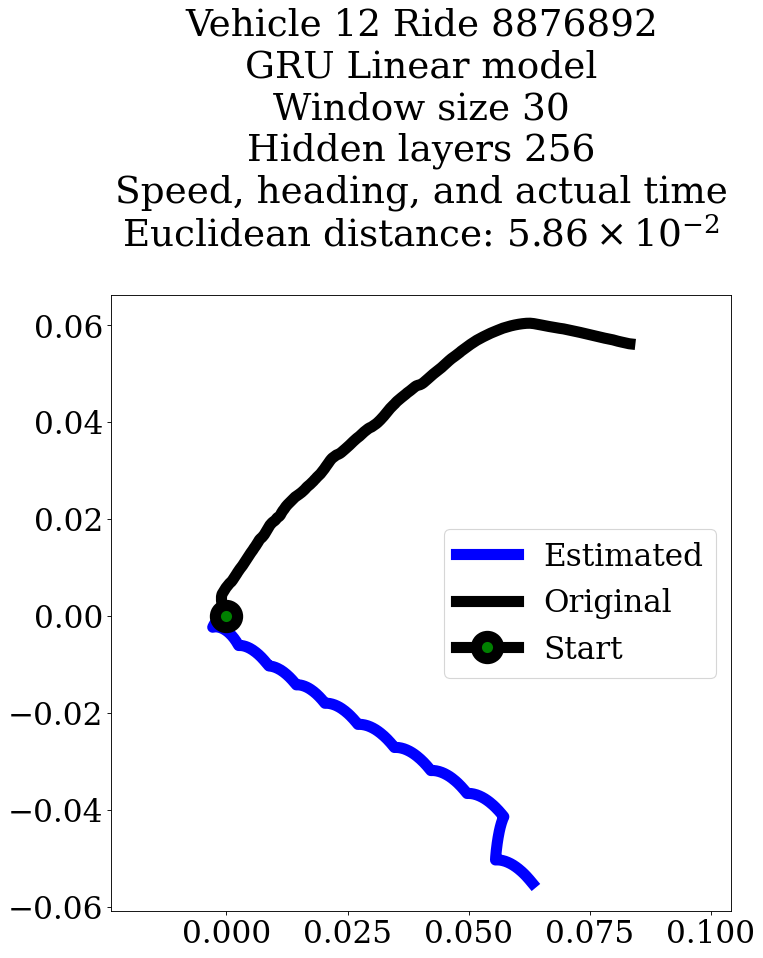 Vehicle 12 Ride 8876892
GRU Linear model
Window size 30
Hidden layers 256
Speed, heading, and actual time
Euclidean distance: 5.86 × 10⁻²
0.06
0.04
0.02
0.00
−0.02
−0.04
−0.06
Estimated
Original
Start
0.000 0.025 0.050 0.075 0.100